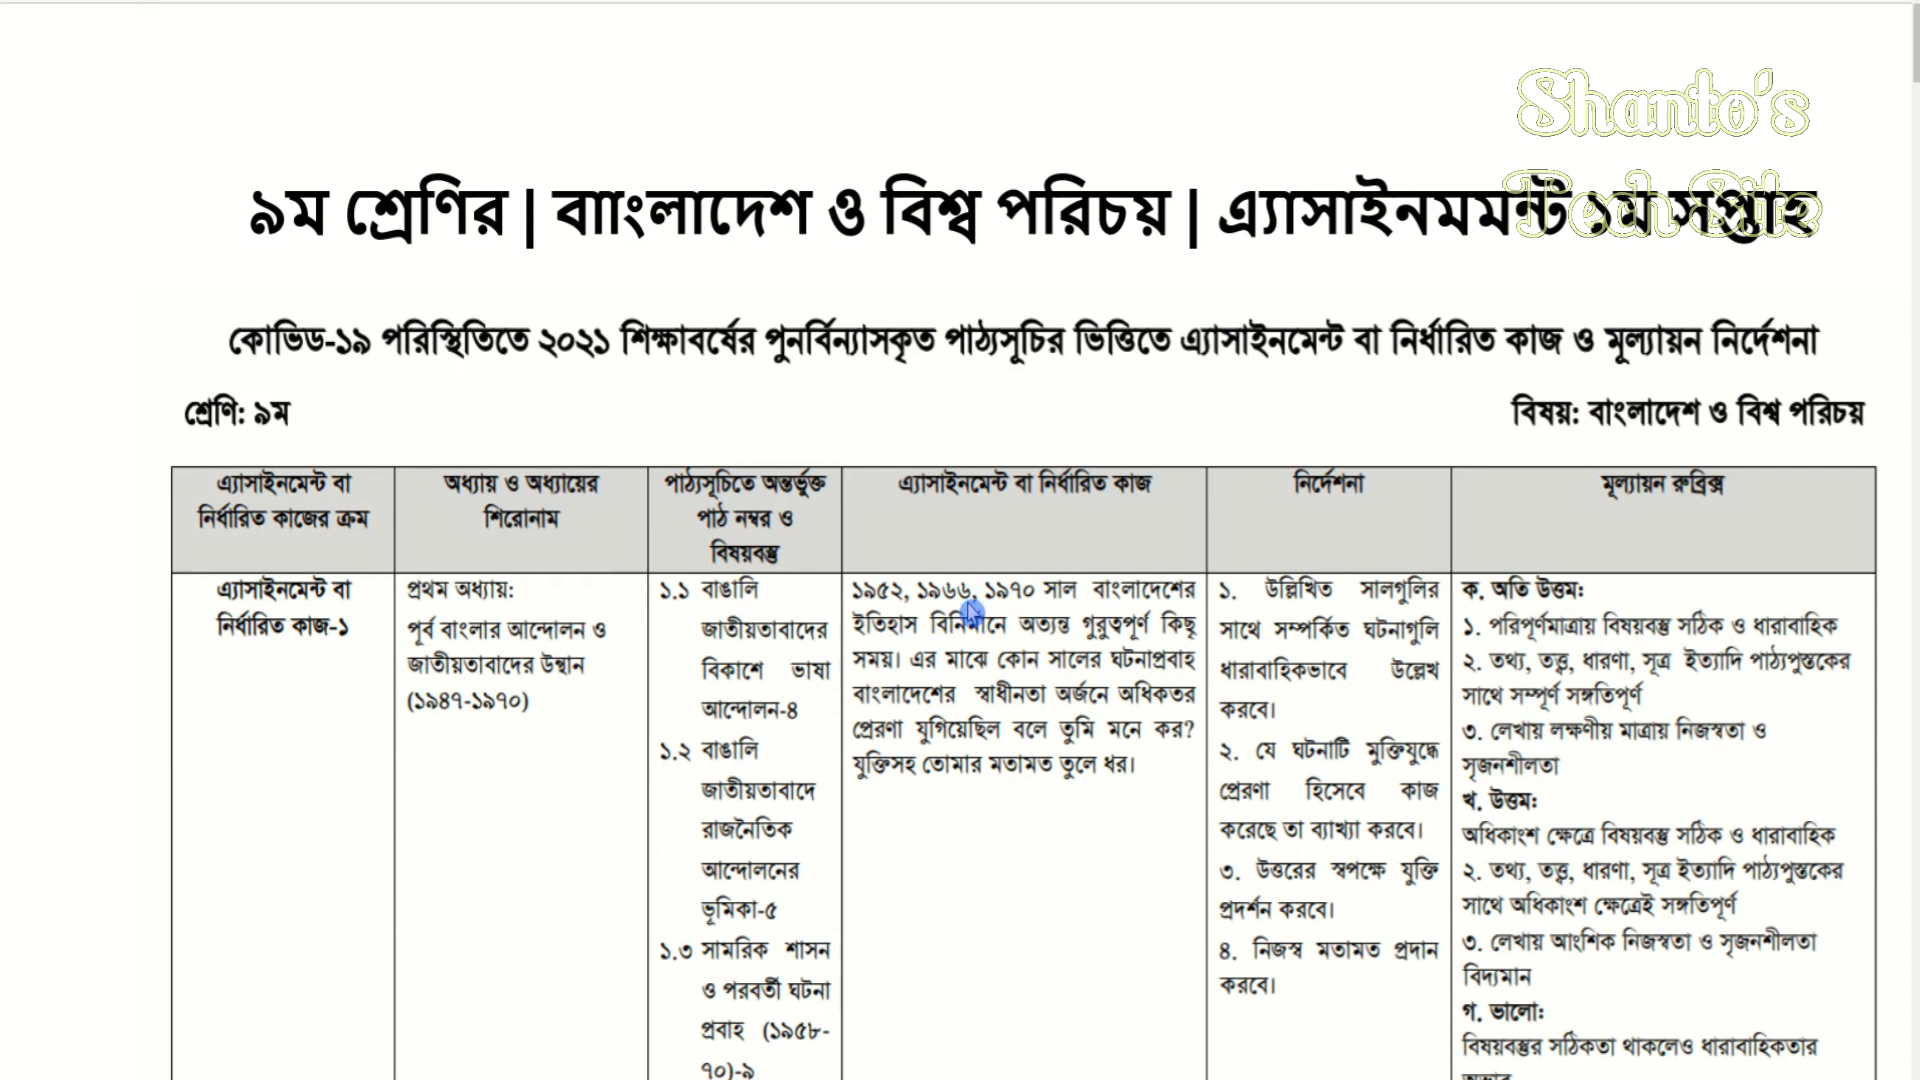 Shanto's
Tech Site
৯ম শ্রেণির | বাাংলাদেশ ও বিশ্ব পরিচয় | এ্যাসাইনমমন্ট ১ম সপ্তাহ
কোভিড-১৯ পরিস্থিতিতে ২০২১ শিক্ষাবর্ষের পুনর্বিন্যাসকৃত পাঠ্যসূচির ভিত্তিতে এ্যাসাইনমেন্ট বা নির্ধারিত কাজ ও মূল্যায়ন নির্দেশনা
শ্রেণি: ৯ম
বিষয়: বাংলাদেশ ও বিশ্ব পরিচয়
এ্যাসাইনমেন্ট বা
নির্ধারিত কাজের ক্রম
অধ্যায় ও অধ্যায়ের
শিরোনাম
পাঠ্যসূচিতে অন্তর্ভুক্ত
পাঠ নম্বর ও
বিষয়বস্তু
এ্যাসাইনমেন্ট বা নির্ধারিত কাজ
নির্দেশনা
মূল্যায়ন রুব্রিক্স
এ্যাসাইনমেন্ট বা
নির্ধারিত কাজ-১
প্রথম অধ্যায়:
পূর্ব বাংলার আন্দোলন ও
জাতীয়তাবাদের উত্থান
(১৯৪৭-১৯৭০)
১.১ বাঙালি
জাতীয়তাবাদের
বিকাশে ভাষা
আন্দোলন-৪
১.২ বাঙালি
জাতীয়তাবাদে
রাজনৈতিক
আন্দোলনের
ভূমিকা-৫
১.৩ সামরিক শাসন
ও পরবর্তী ঘটনা
প্রবাহ (১৯৫৮-
৭০)-৯
১৯৫২, ১৯৬৬, ১৯৭০ সাল বাংলাদেশের
ইতিহাস বিনির্মানে অত্যন্ত গুরুত্বপূর্ণ কিছু
সময়। এর মাঝে কোন সালের ঘটনাপ্রবাহ
বাংলাদেশের স্বাধীনতা অর্জনে অধিকতর
প্রেরণা যুগিয়েছিল বলে তুমি মনে কর?
যুক্তিসহ তোমার মতামত তুলে ধর।
১. উল্লিখিত সালগুলির
সাথে সম্পর্কিত ঘটনাগুলি
ধারাবাহিকভাবে উল্লেখ
করবে।
২. যে ঘটনাটি মুক্তিযুদ্ধে
প্রেরণা হিসেবে কাজ
করেছে তা ব্যাখ্যা করবে।
৩. উত্তরের স্বপক্ষে যুক্তি
প্রদর্শন করবে।
৪. নিজস্ব মতামত প্রদান
করবে।
ক. অতি উত্তম:
১. পরিপূর্ণমাত্রায় বিষয়বস্তু সঠিক ও ধারাবাহিক
২. তথ্য, তত্ত্ব, ধারণা, সূত্র ইত্যাদি পাঠ্যপুস্তকের
সাথে সম্পূর্ণ সঙ্গতিপূর্ণ
৩. লেখায় লক্ষণীয় মাত্রায় নিজস্বতা ও
সৃজনশীলতা
খ. উত্তম:
অধিকাংশ ক্ষেত্রে বিষয়বস্তু সঠিক ও ধারাবাহিক
২. তথ্য, তত্ত্ব, ধারণা, সূত্র ইত্যাদি পাঠ্যপুস্তকের
সাথে অধিকাংশ ক্ষেত্রেই সঙ্গতিপূর্ণ
৩. লেখায় আংশিক নিজস্বতা ও সৃজনশীলতা
বিদ্যমান
গ. ভালো:
বিষয়বস্তুর সঠিকতা থাকলেও ধারাবাহিকতার